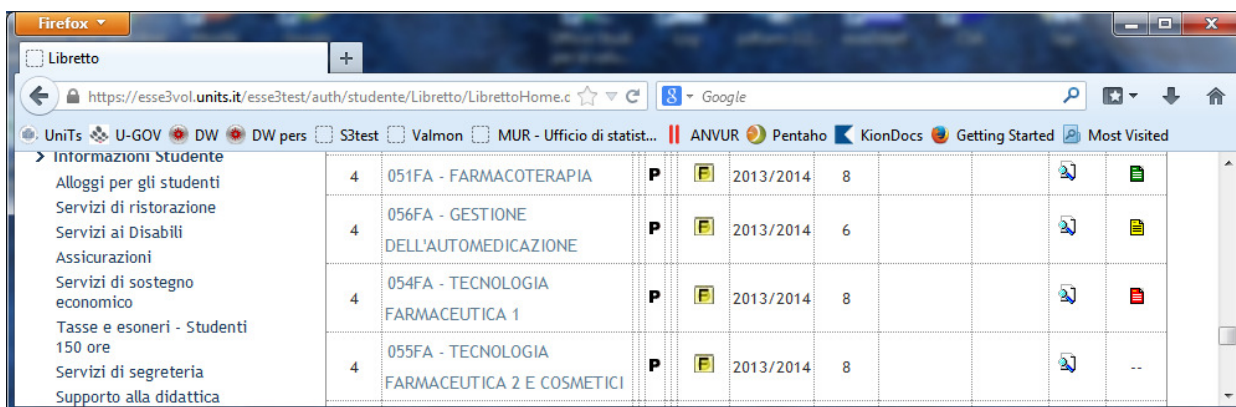 Firefox
Libretto
https://esse3vol.units.it/esse3test/auth/studente/Libretto/LibrettoHome.c
Google
UniTs U-GOV DW DW pers S3test Valmon MUR - Ufficio di statist... ANVUR Pentaho KionDocs Getting Started Most Visited
Informazioni Studente
Alloggi per gli studenti
Servizi di ristorazione
Servizi ai Disabili
Assicurazioni
Servizi di sostegno
economico
Tasse e esoneri - Studenti
150 ore
Servizi di segreteria
Supporto alla didattica
4 051FA - FARMACOTERAPIA P F 2013/2014 8
056FA - GESTIONE
4 P F 2013/2014 6
DELL'AUTOMEDICAZIONE
054FA - TECNOLOGIA
4 P F 2013/2014 8
FARMACEUTICA 1
055FA - TECNOLOGIA
4 P F 2013/2014 8 --
FARMACEUTICA 2 E COSMETICI